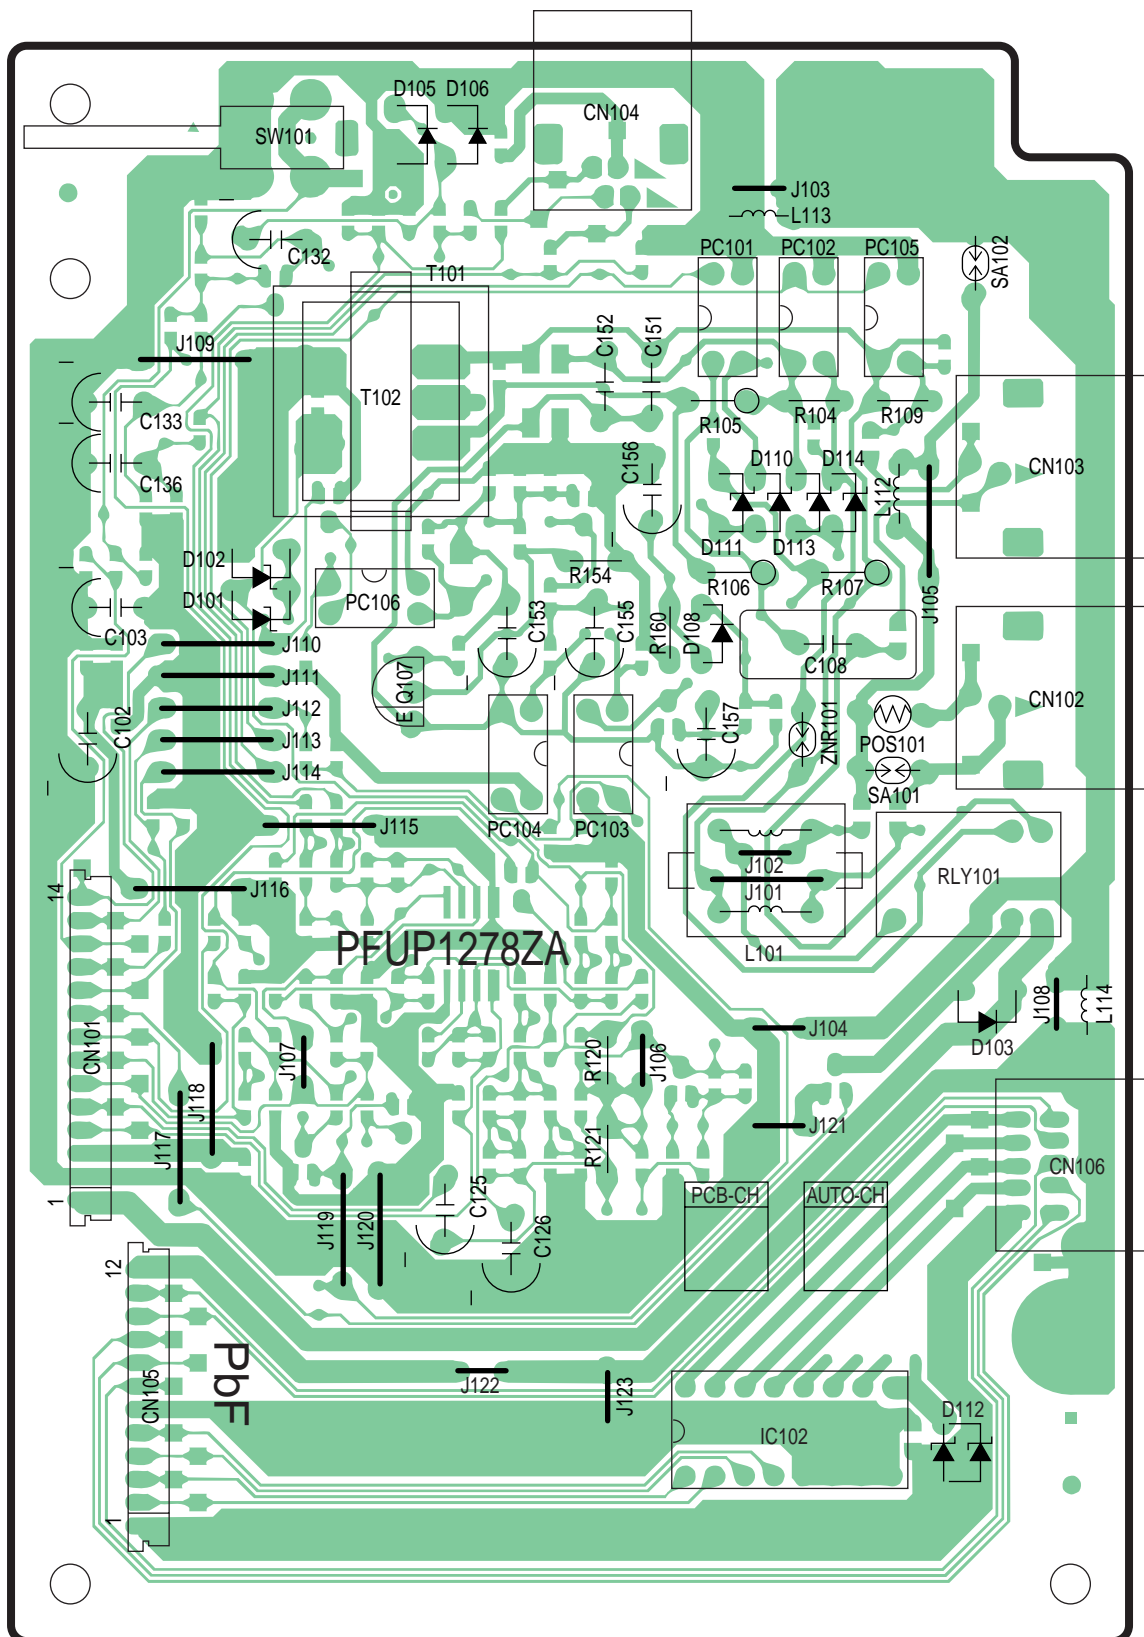 D105 D106
CN104
SW101
J103
L113
C132
PC101 PC102 PC105
SA102
T101
C152
C151
J109
T102
C133
R105
R104
R109
C136
C156
D110 D114
CN103
L112
D102
D111 D113
R154
R106
R107
J105
D101
PC106
C103
C153
C155
R160
D108
J110
C108
J111
E Q107
CN102
J112
C102
C157
ZNR101
POS101
J113
J114
SA101
J115
PC104 PC103
J102
J101
RLY101
14
J116
PFUP1278ZA
L101
J108
L114
CN101
J104
D103
J107
R120
J106
J118
J117
J121
R121
CN106
1
PCB-CH AUTO-CH
C125
J119
J120
C126
12
PbF
CN105
J122
J123
D112
IC102
1